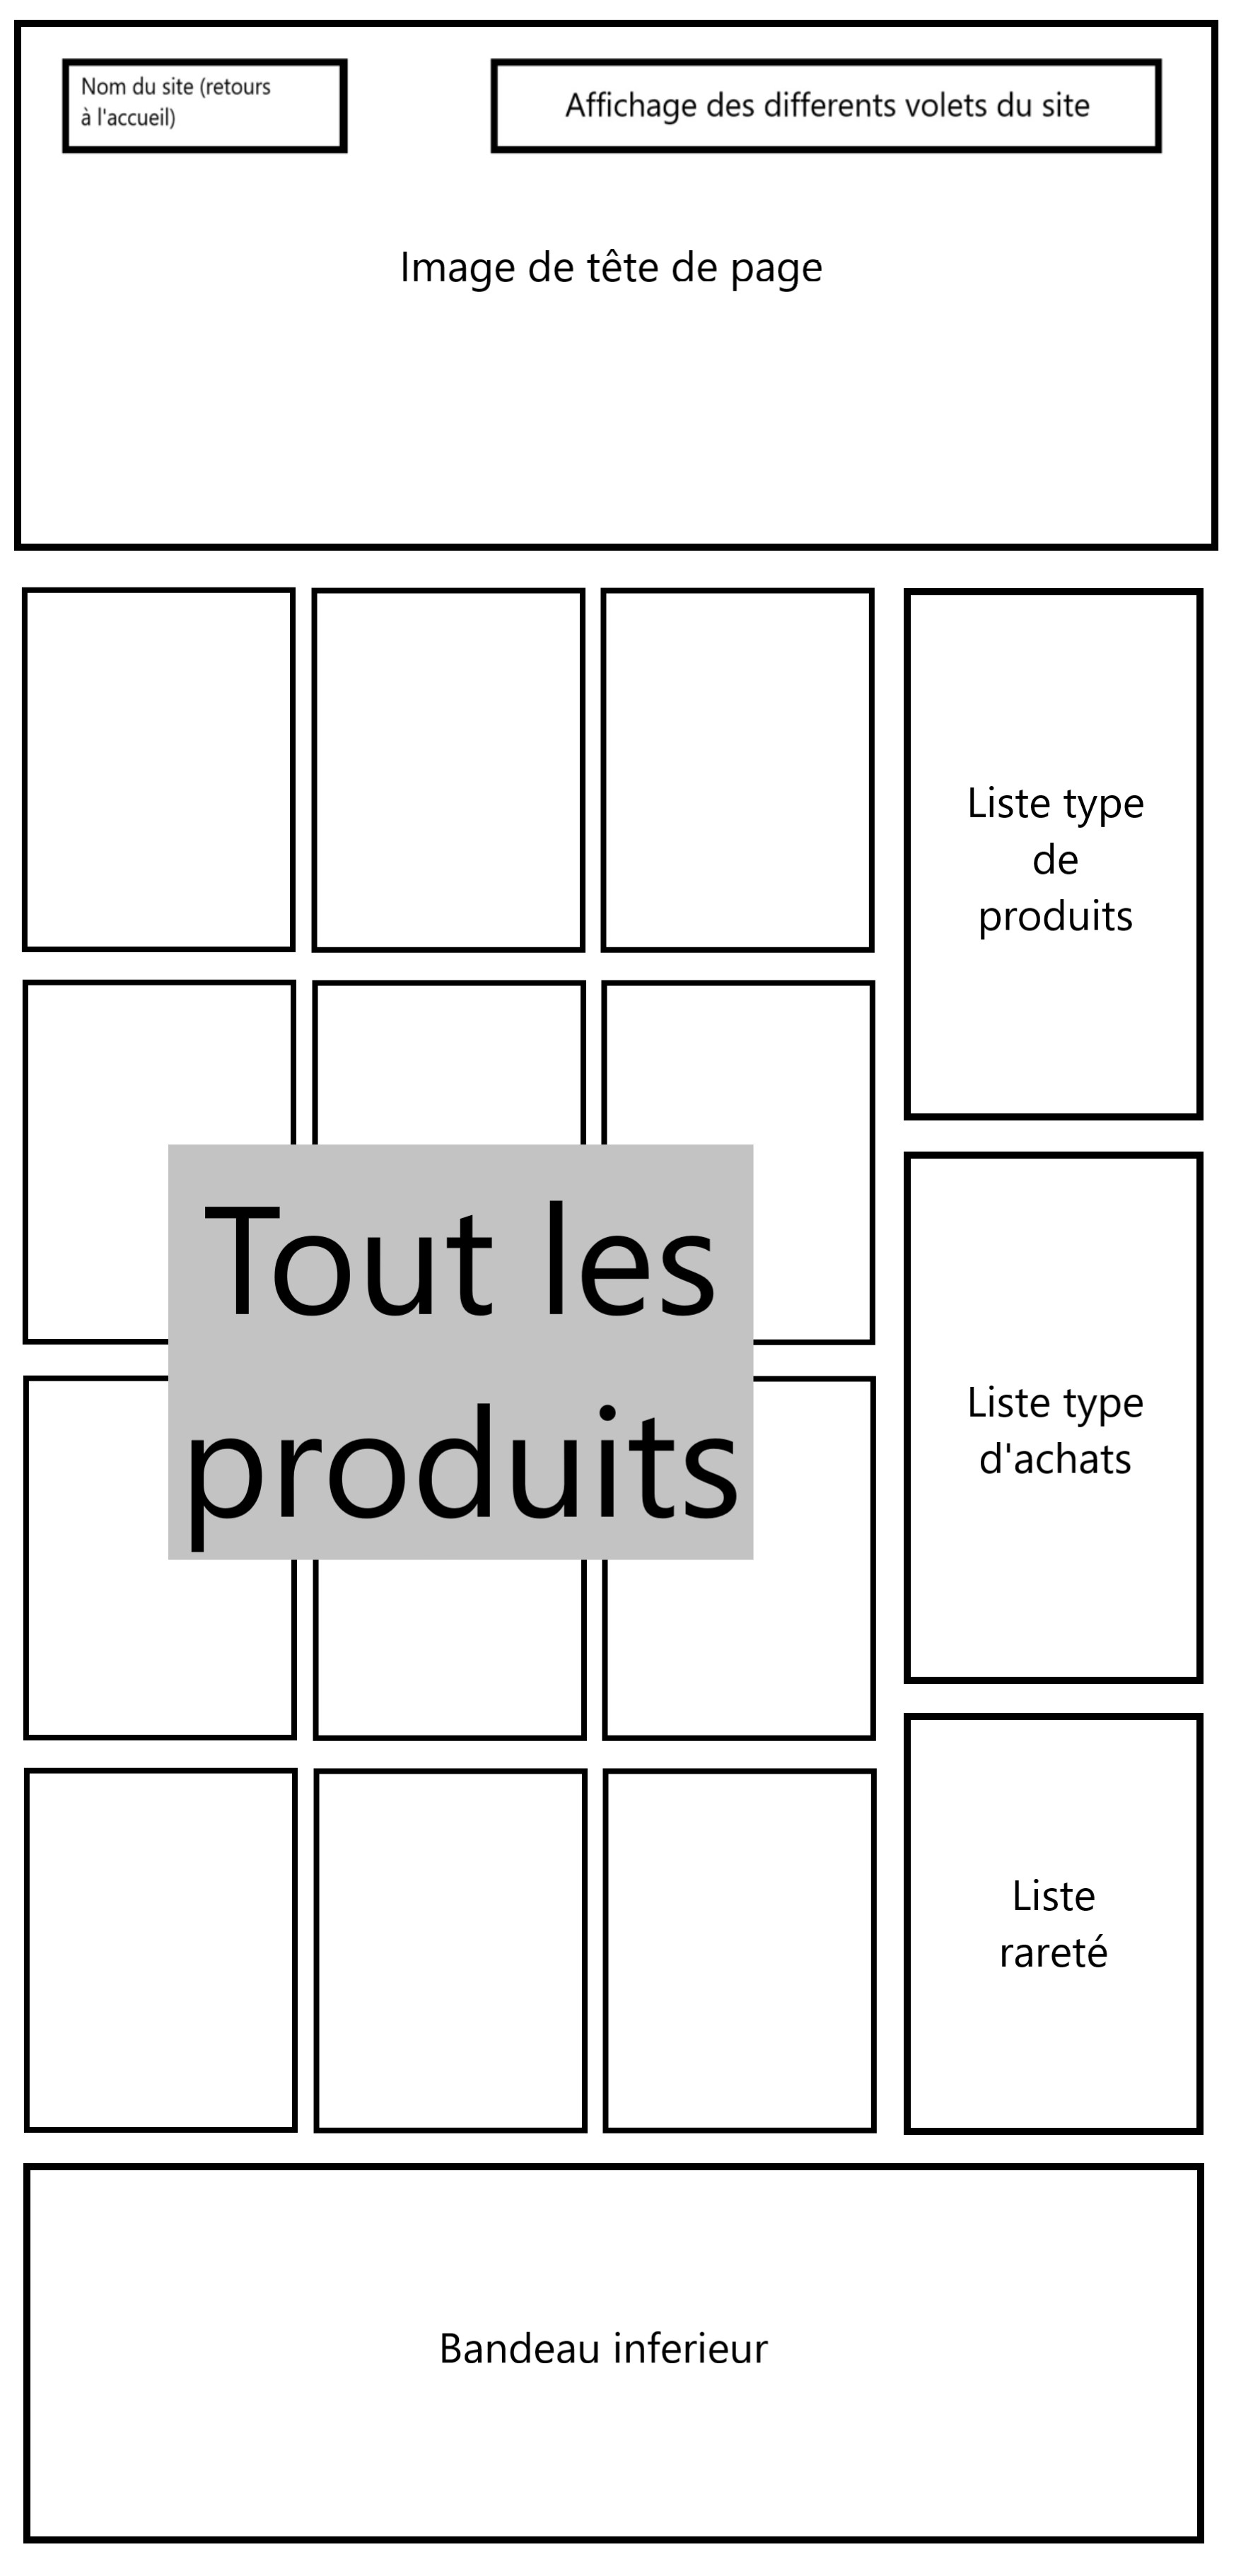 Nom du site (retours
à l'accueil)
Affichage des differents volets du site
Image de tête de page
Liste type
de
produits
Tout les
produits
Liste type
d'achats
Liste
rareté
Bandeau inferieur